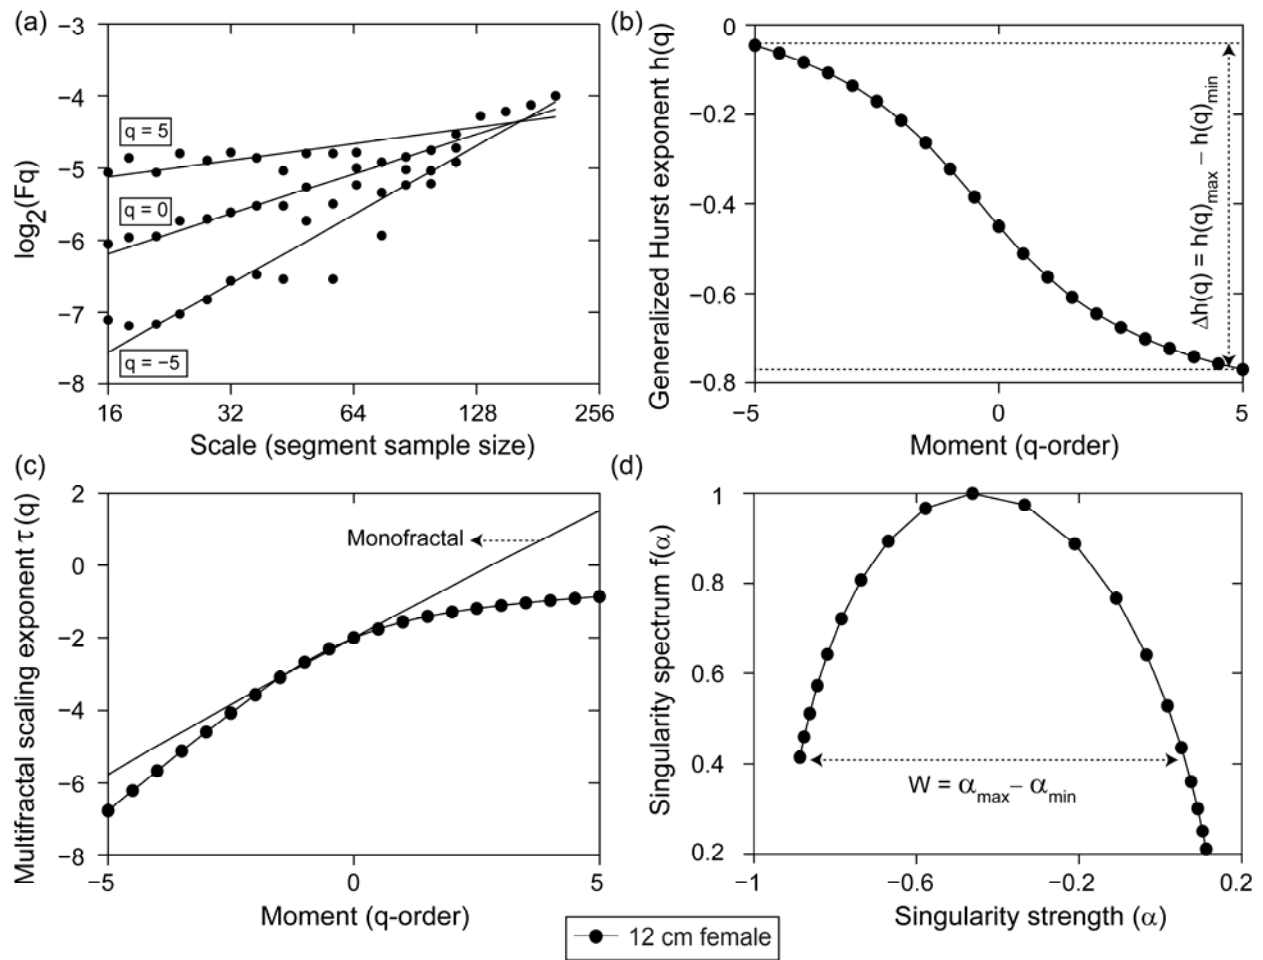 (a)
log2(Fq)
−3
−4
−5
−6
−7
−8
q = 5
q = 0
q = −5
16
32
64
128
256
Scale (segment sample size)
(b)
Generalized Hurst exponent h(q)
0
−0.2
−0.4
−0.6
−0.8
Δh(q) = h(q)max − h(q)min
−5
0
5
Moment (q-order)
(c)
Multifractal scaling exponent τ (q)
2
0
−2
−4
−6
−8
Monofractal
−5
0
5
Moment (q-order)
(d)
Singularity spectrum f(α)
1
0.8
0.6
0.4
0.2
W = αmax− αmin
−1
−0.6
−0.2
0.2
Singularity strength (α)
12 cm female